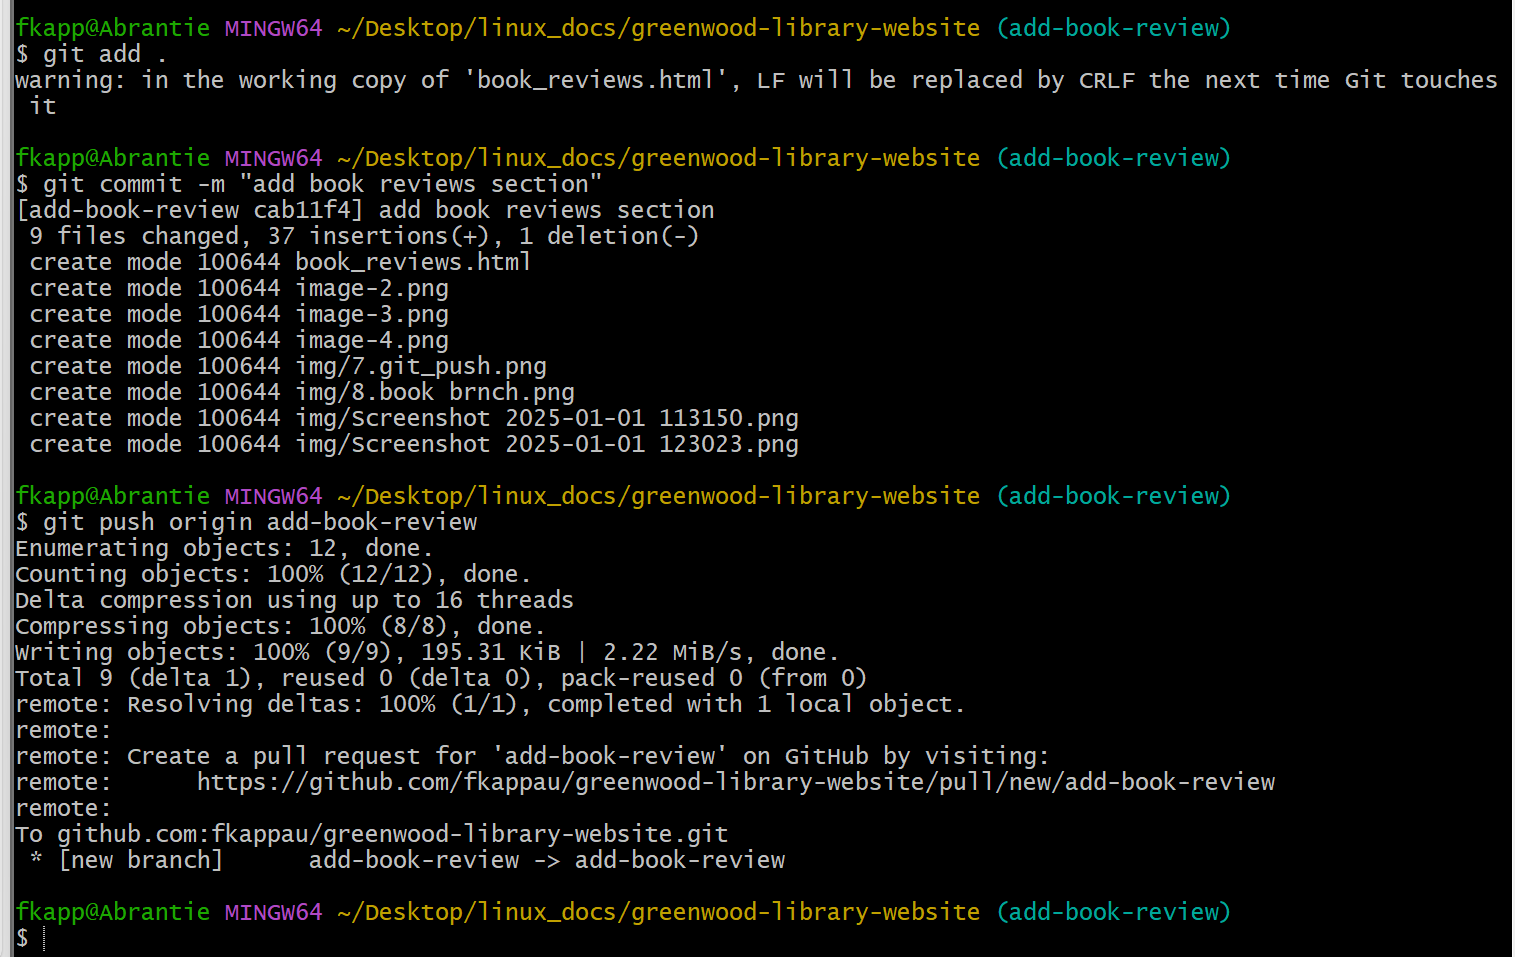 fkapp@Abrantie MINGW64 ~/Desktop/linux_docs/greenwood-library-website (add-book-review)
$ git add .
warning: in the working copy of 'book_reviews.html', LF will be replaced by CRLF the next time Git touches
 it

fkapp@Abrantie MINGW64 ~/Desktop/linux_docs/greenwood-library-website (add-book-review)
$ git commit -m "add book reviews section"
[add-book-review cab11f4] add book reviews section
 9 files changed, 37 insertions(+), 1 deletion(-)
 create mode 100644 book_reviews.html
 create mode 100644 image-2.png
 create mode 100644 image-3.png
 create mode 100644 image-4.png
 create mode 100644 img/7.git_push.png
 create mode 100644 img/8.book brnch.png
 create mode 100644 img/Screenshot 2025-01-01 113150.png
 create mode 100644 img/Screenshot 2025-01-01 123023.png

fkapp@Abrantie MINGW64 ~/Desktop/linux_docs/greenwood-library-website (add-book-review)
$ git push origin add-book-review
Enumerating objects: 12, done.
Counting objects: 100% (12/12), done.
Delta compression using up to 16 threads
Compressing objects: 100% (8/8), done.
Writing objects: 100% (9/9), 195.31 KiB | 2.22 MiB/s, done.
Total 9 (delta 1), reused 0 (delta 0), pack-reused 0 (from 0)
remote: Resolving deltas: 100% (1/1), completed with 1 local object.
remote:
remote: Create a pull request for 'add-book-review' on GitHub by visiting:
remote:      https://github.com/fkappau/greenwood-library-website/pull/new/add-book-review
remote:
To github.com:fkappau/greenwood-library-website.git
 * [new branch]      add-book-review -> add-book-review

fkapp@Abrantie MINGW64 ~/Desktop/linux_docs/greenwood-library-website (add-book-review)
$